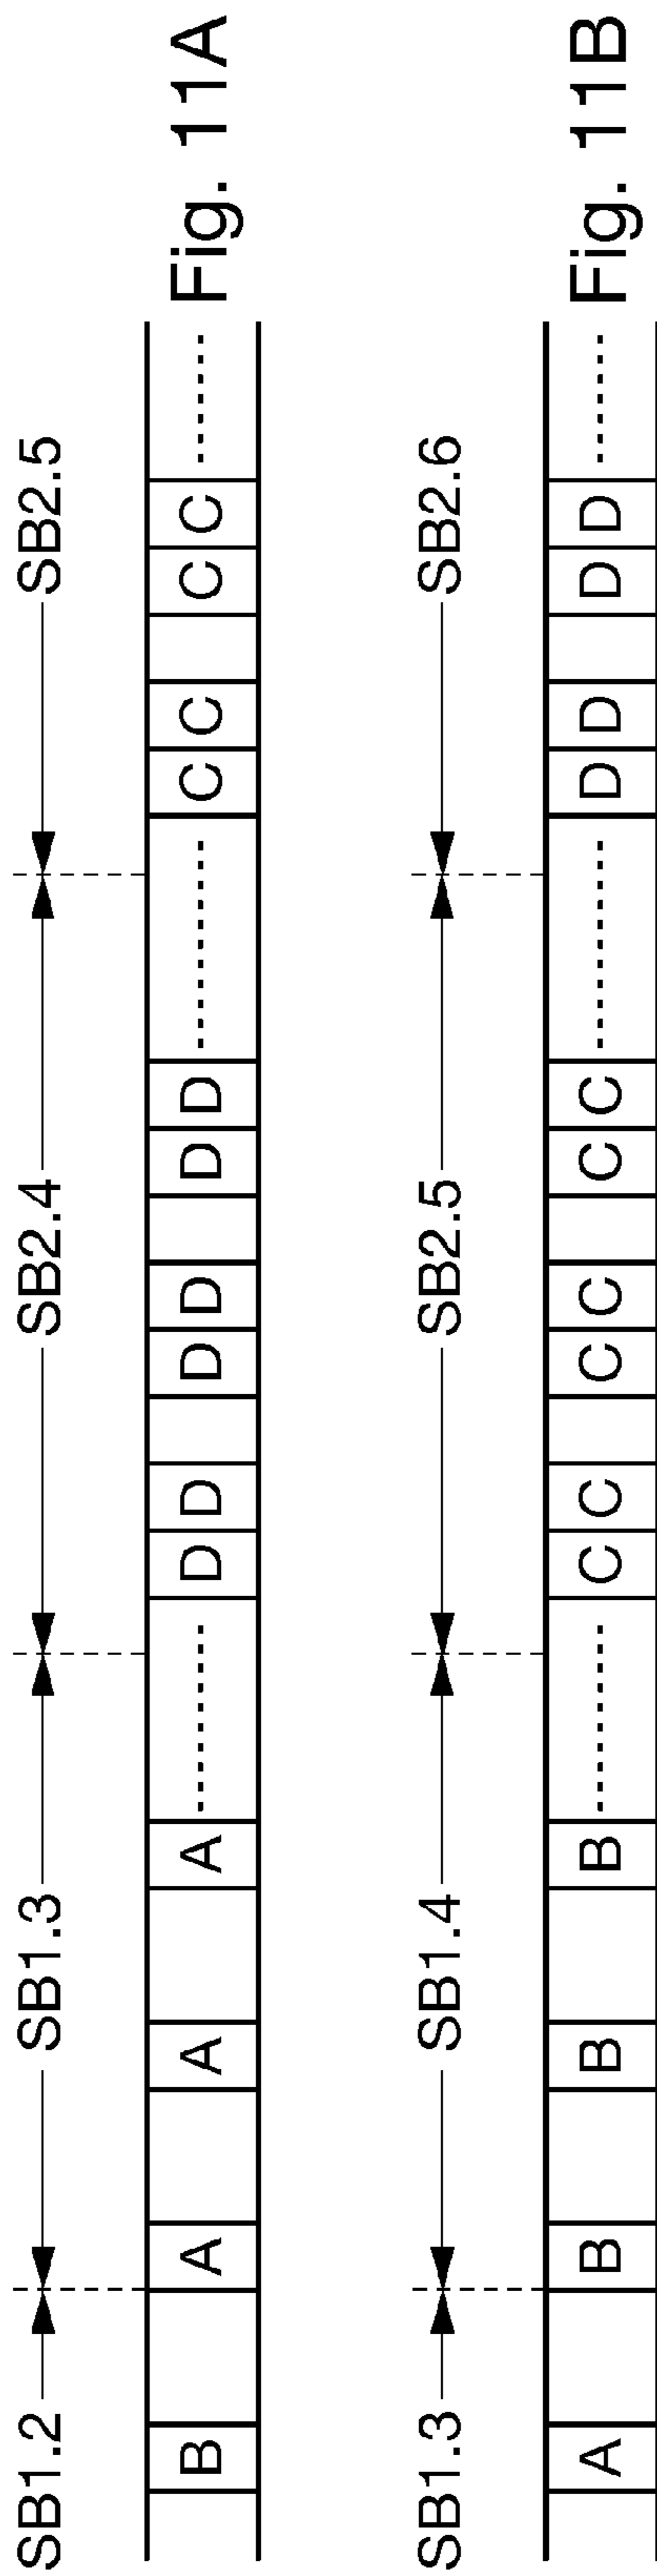 SB1.2 SB1.3 SB2.4 SB2.5
B A A A D D D D D D C C C C
Fig. 11A
SB1.3 SB1.4 SB2.5 SB2.6
A B B B C C C C C C D D D D
Fig. 11B